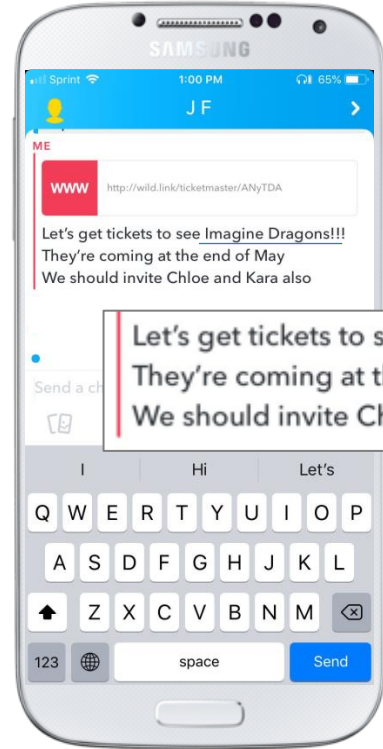 SAMSUNG
Sprint 1:00 PM 65%
J F
ME
www http://wild.link/ticketmaster/ANyTDA
Let's get tickets to see Imagine Dragons!!!
They're coming at the end of May
We should invite Chloe and Kara also
Let's get tickets to s
They're coming at t
We should invite Ch
Send a ch
I Hi Let's
Q W E R T Y U I O P
A S D F G H J K L
Z X C V B N M
123 space Send